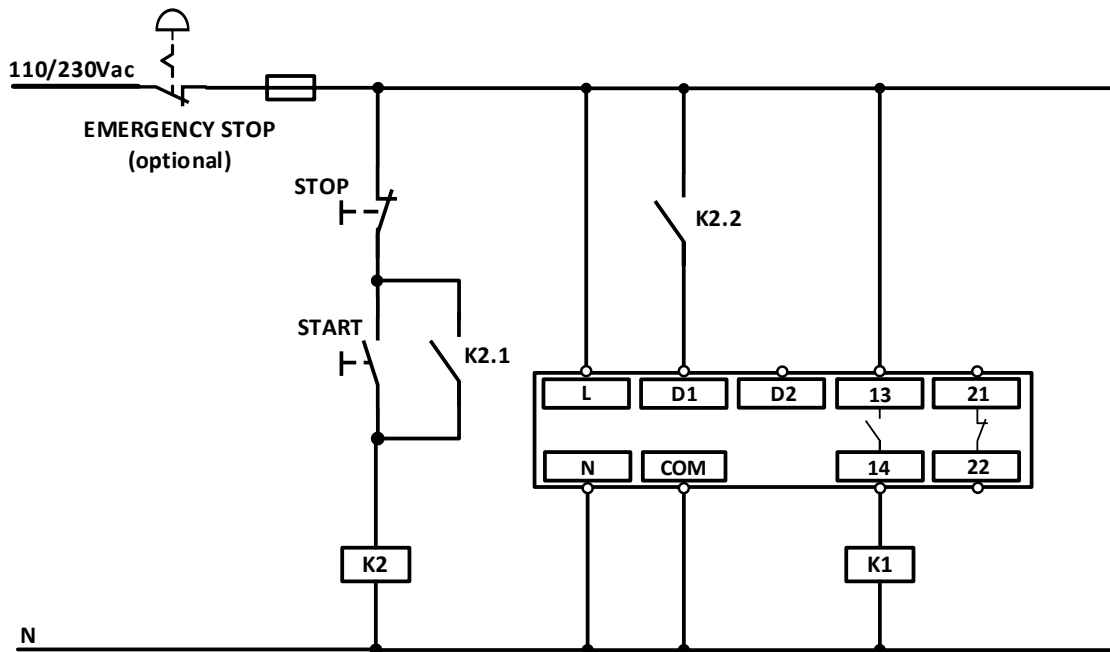 110/230Vac
EMERGENCY STOP
(optional)
STOP
K2.2
START
K2.1
L D1 D2 13 21
N COM 14 22
K2 K1
N